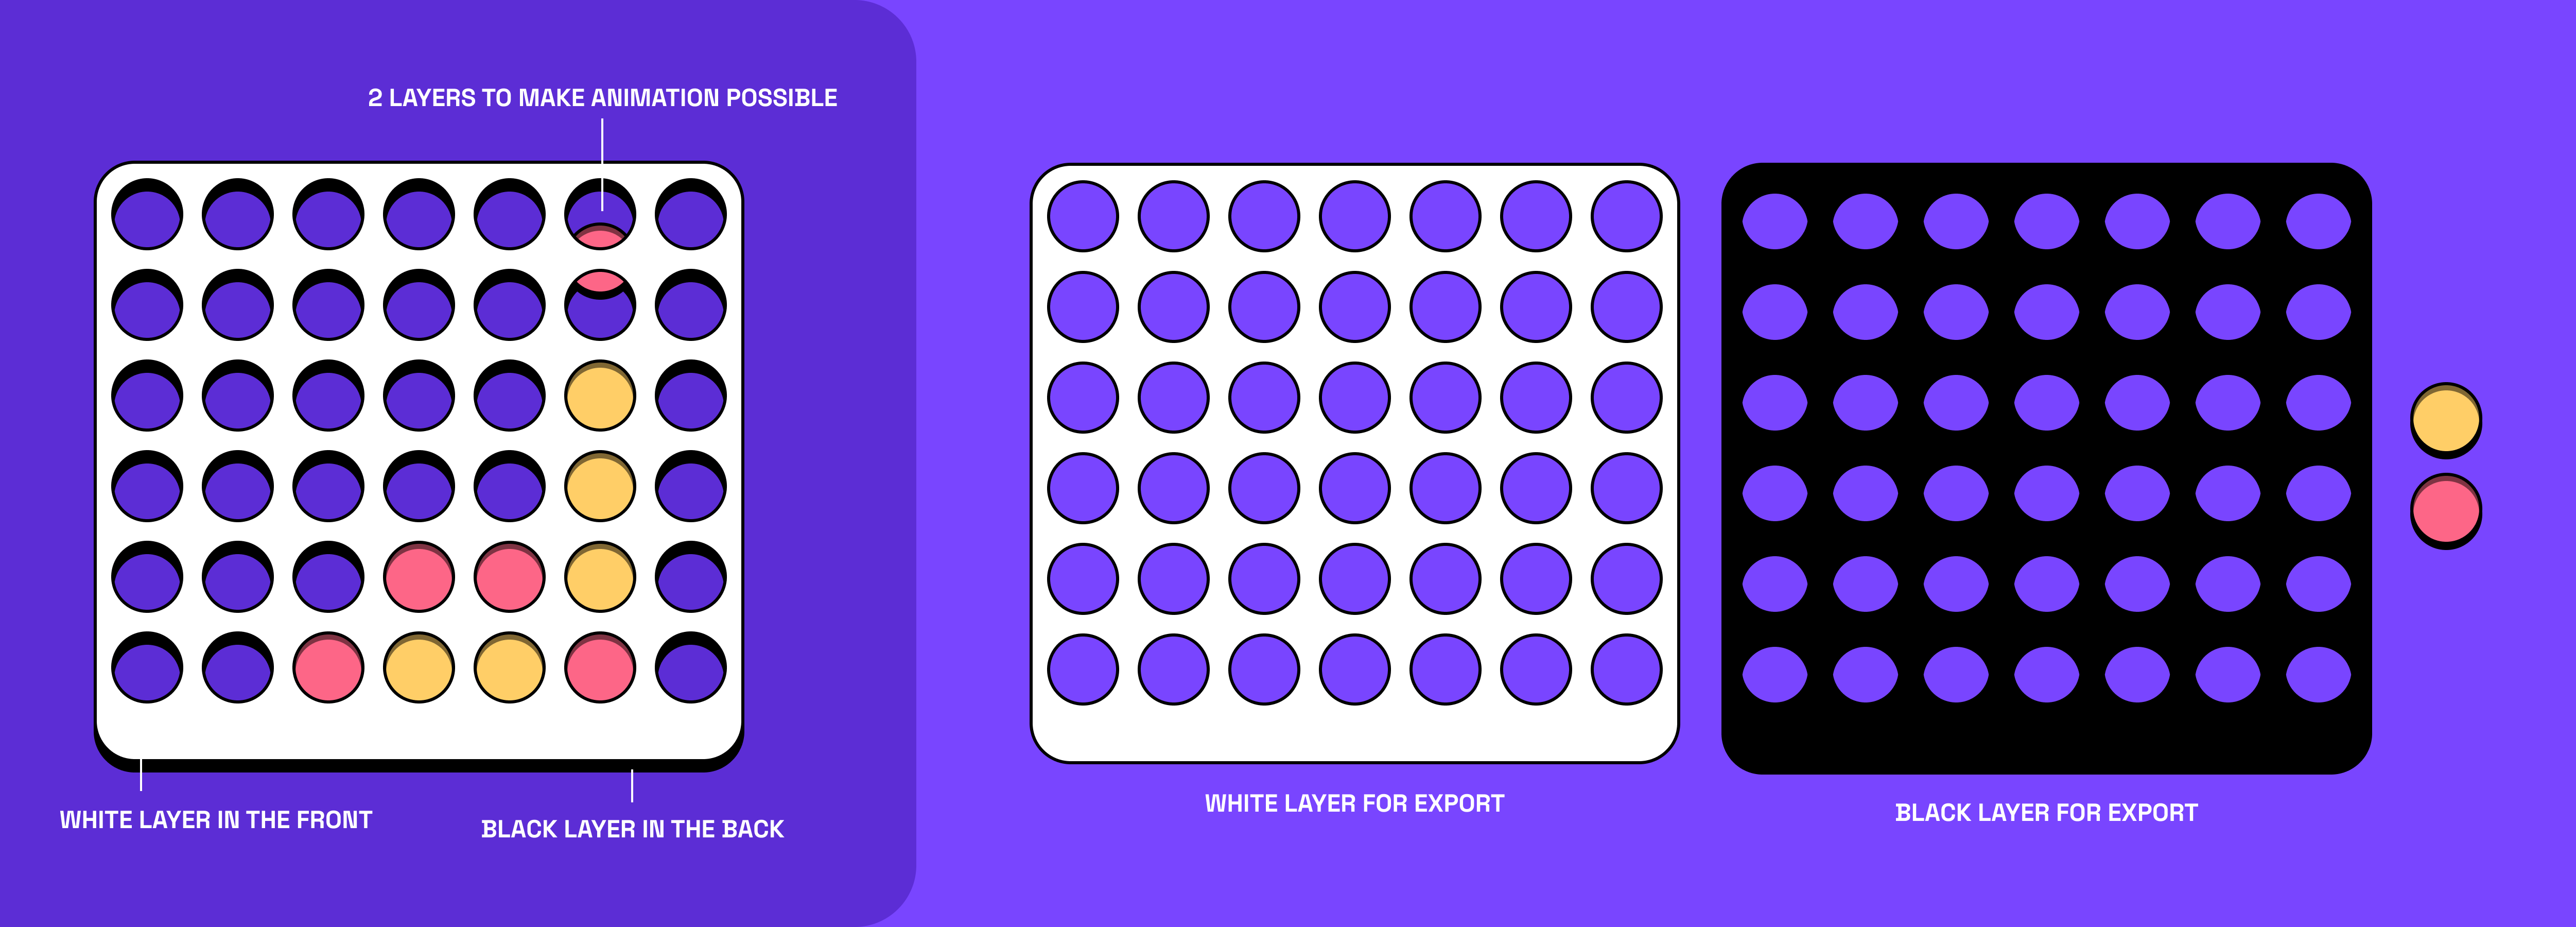 2 LAYERS TO MAKE ANIMATION POSSIBLE
WHITE LAYER IN THE FRONT
BLACK LAYER IN THE BACK
WHITE LAYER FOR EXPORT
BLACK LAYER FOR EXPORT